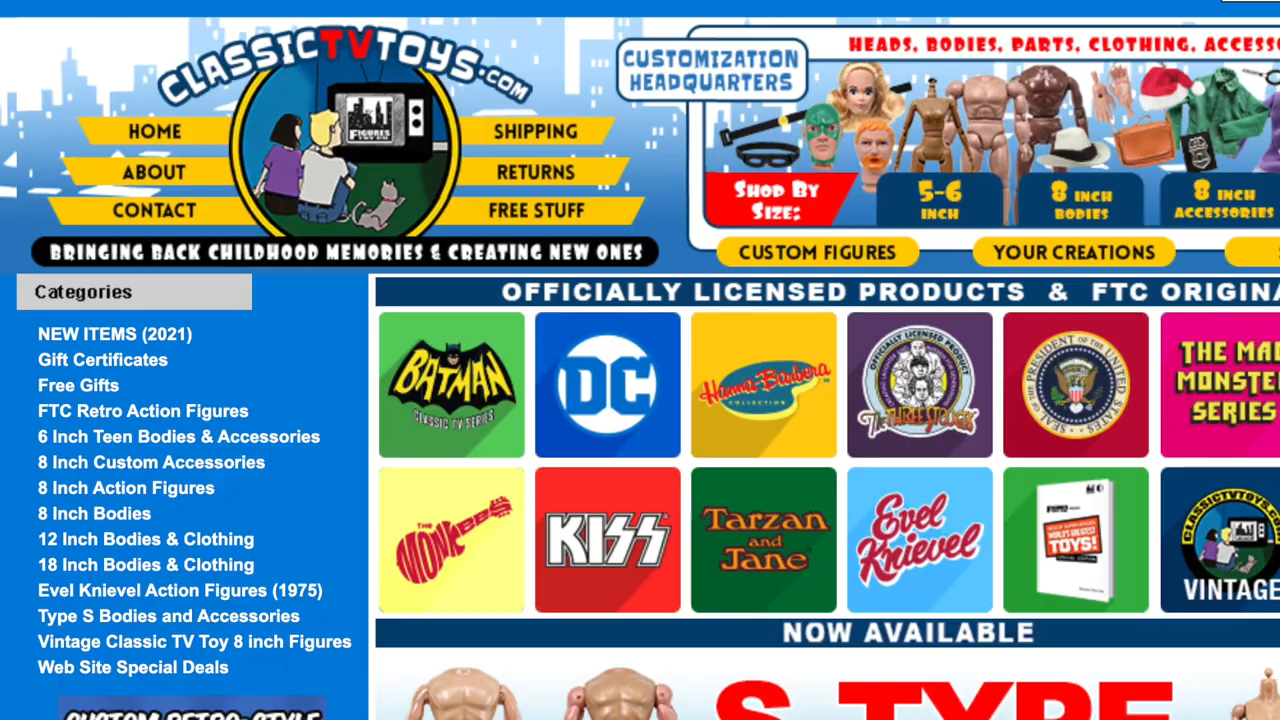 CLASSICTVTOYS.COM
HOME
ABOUT
CONTACT
FIGURES
SHIPPING
RETURNS
FREE STUFF
BRINGING BACK CHILDHOOD MEMORIES & CREATING NEW ONES
CUSTOMIZATION
HEADQUARTERS
HEADS, BODIES, PARTS, CLOTHING, ACCESS
SHOP BY
SIZE:
5-6
INCH
8 INCH
BODIES
8 INCH
ACCESSORIES
CUSTOM FIGURES
YOUR CREATIONS
Categories
NEW ITEMS (2021)
Gift Certificates
Free Gifts
FTC Retro Action Figures
6 Inch Teen Bodies & Accessories
8 Inch Custom Accessories
8 Inch Action Figures
8 Inch Bodies
12 Inch Bodies & Clothing
18 Inch Bodies & Clothing
Evel Knievel Action Figures (1975)
Type S Bodies and Accessories
Vintage Classic TV Toy 8 inch Figures
Web Site Special Deals
CUSTOM RETRO-STYLE
OFFICIALLY LICENSED PRODUCTS & FTC ORIGINA
BATMAN
CLASSIC TV SERIES
DC
Hanna-Barbera
COLLECTION
OFFICIALLY LICENSED PRODUCT
THE THREE STOOGES
SEAL OF THE PRESIDENT OF THE UNITED STATES
THE MAD
MONSTER
SERIES
THE
MONKEES
KISS
Tarzan
and
Jane
Evel
Knievel
WORLD'S GREATEST
TOYS!
CLASSICTVTOYS.CO
VINTAGE
NOW AVAILABLE
S-TYPE